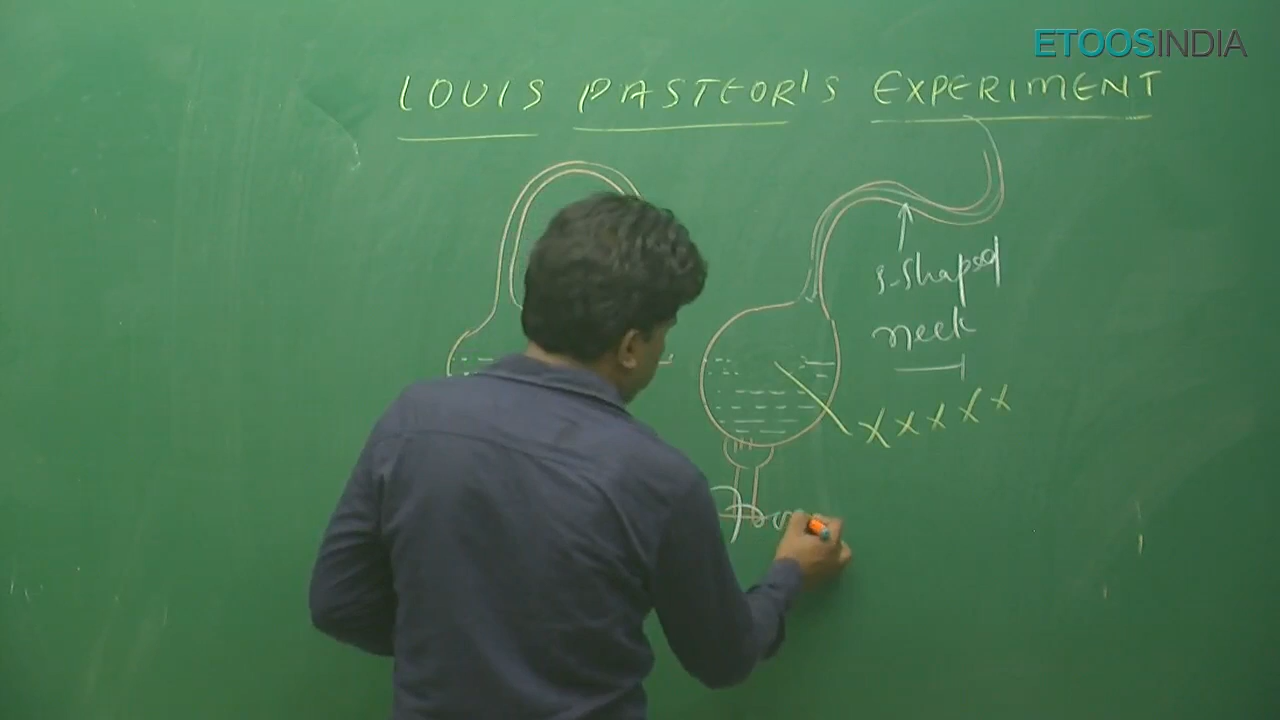 ETOOSINDIA
LOUIS PASTEOR'S EXPERIMENT
S-Shaped
neck
X X X X X